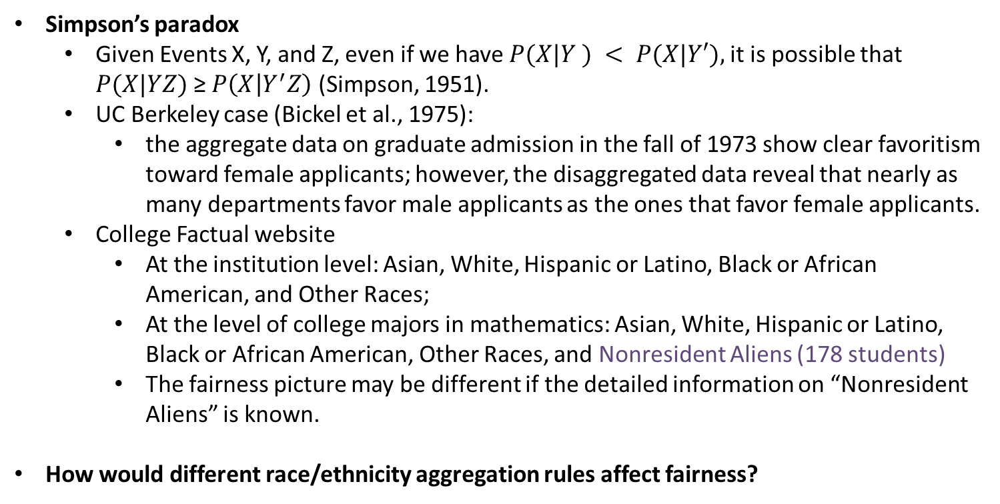 • Simpson's paradox
• Given Events X, Y, and Z, even if we have P(X|Y ) < P(X|Y′), it is possible that
P(X|YZ) ≥ P(X|Y′Z) (Simpson, 1951).
• UC Berkeley case (Bickel et al., 1975):
• the aggregate data on graduate admission in the fall of 1973 show clear favoritism
toward female applicants; however, the disaggregated data reveal that nearly as
many departments favor male applicants as the ones that favor female applicants.
• College Factual website
• At the institution level: Asian, White, Hispanic or Latino, Black or African
American, and Other Races;
• At the level of college majors in mathematics: Asian, White, Hispanic or Latino,
Black or African American, Other Races, and Nonresident Aliens (178 students)
• The fairness picture may be different if the detailed information on “Nonresident
Aliens” is known.
• How would different race/ethnicity aggregation rules affect fairness?